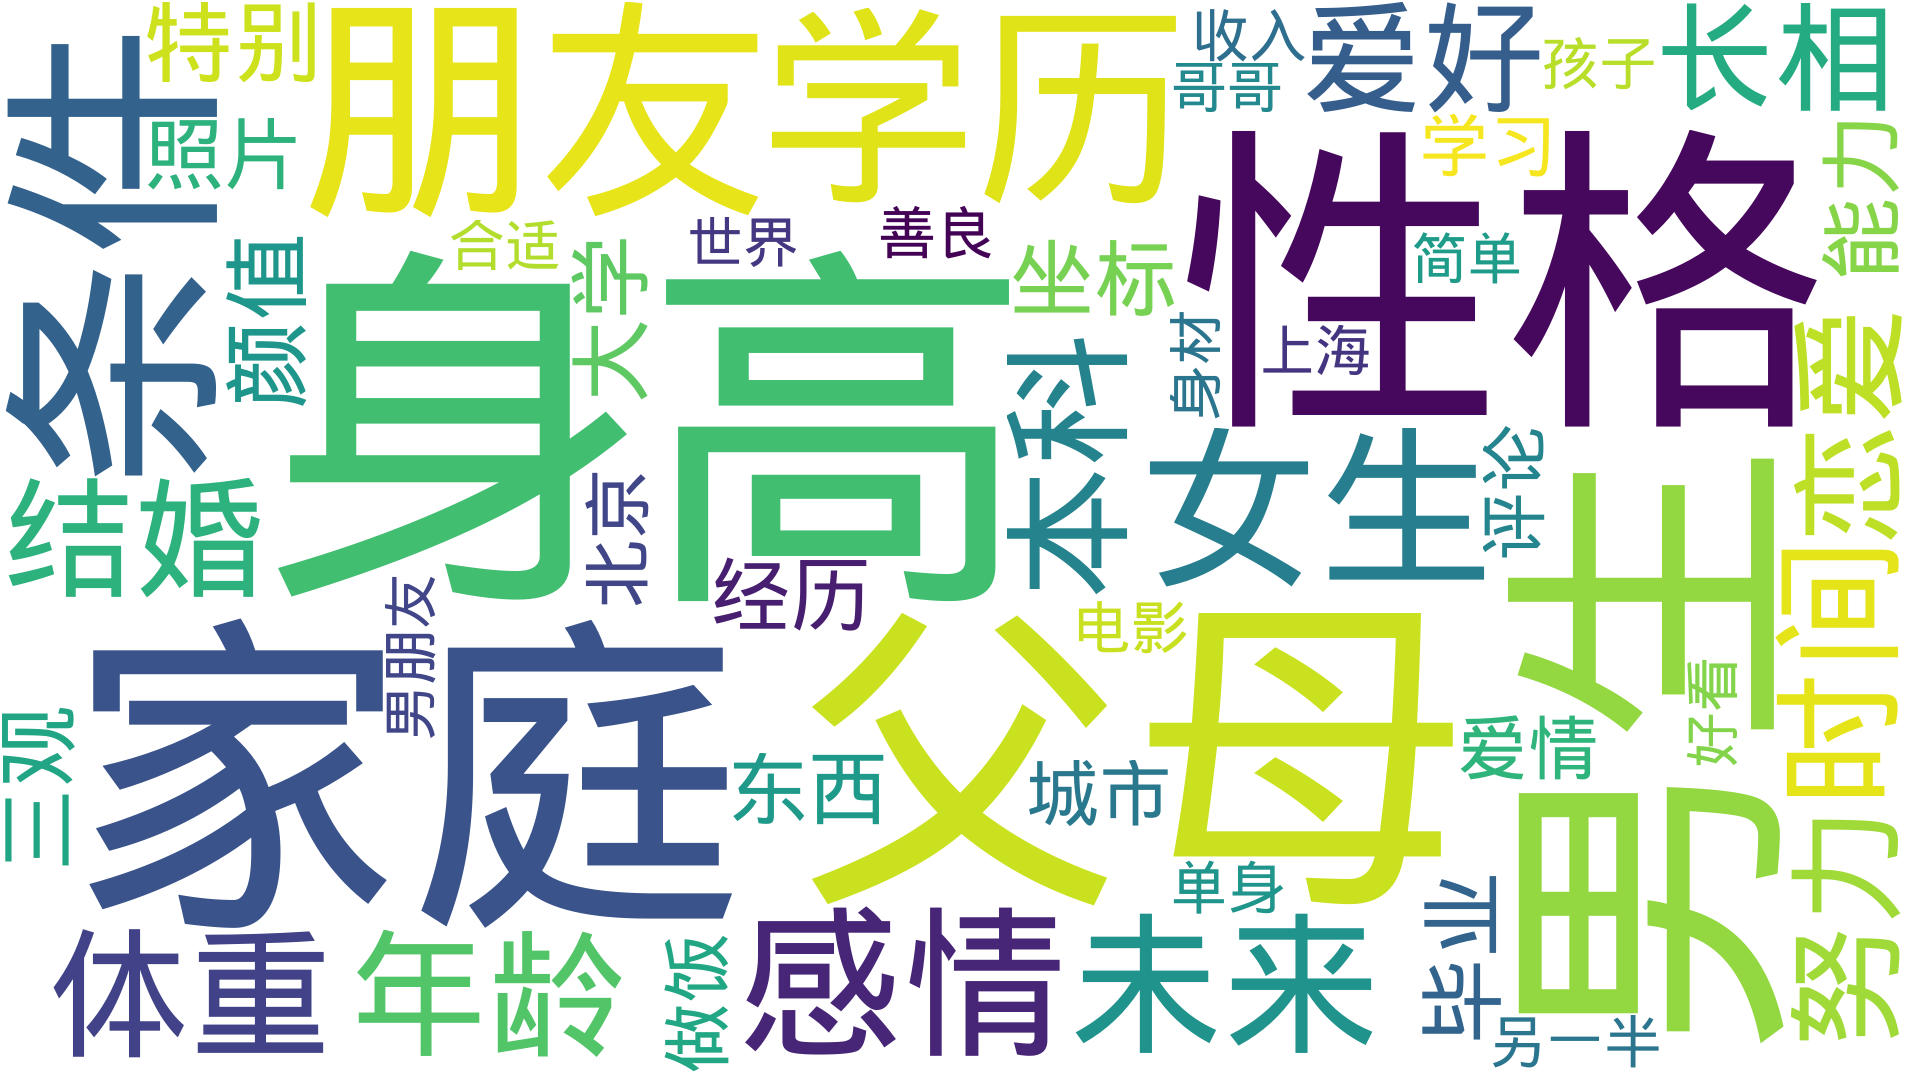 条件
特别
照片
朋友
学历
收入
哥哥
爱好
孩子
长相
学习
能力
颜值
合适
大学
世界
善良
坐标
性格
简单
身材
上海
身高
本科
女生
评论
恋爱
结婚
北京
男朋友
经历
男生
时间
家庭
父母
电影
好看
爱情
三观
东西
城市
单身
努力
体重
年龄
做饭
感情
未来
毕业
另一半